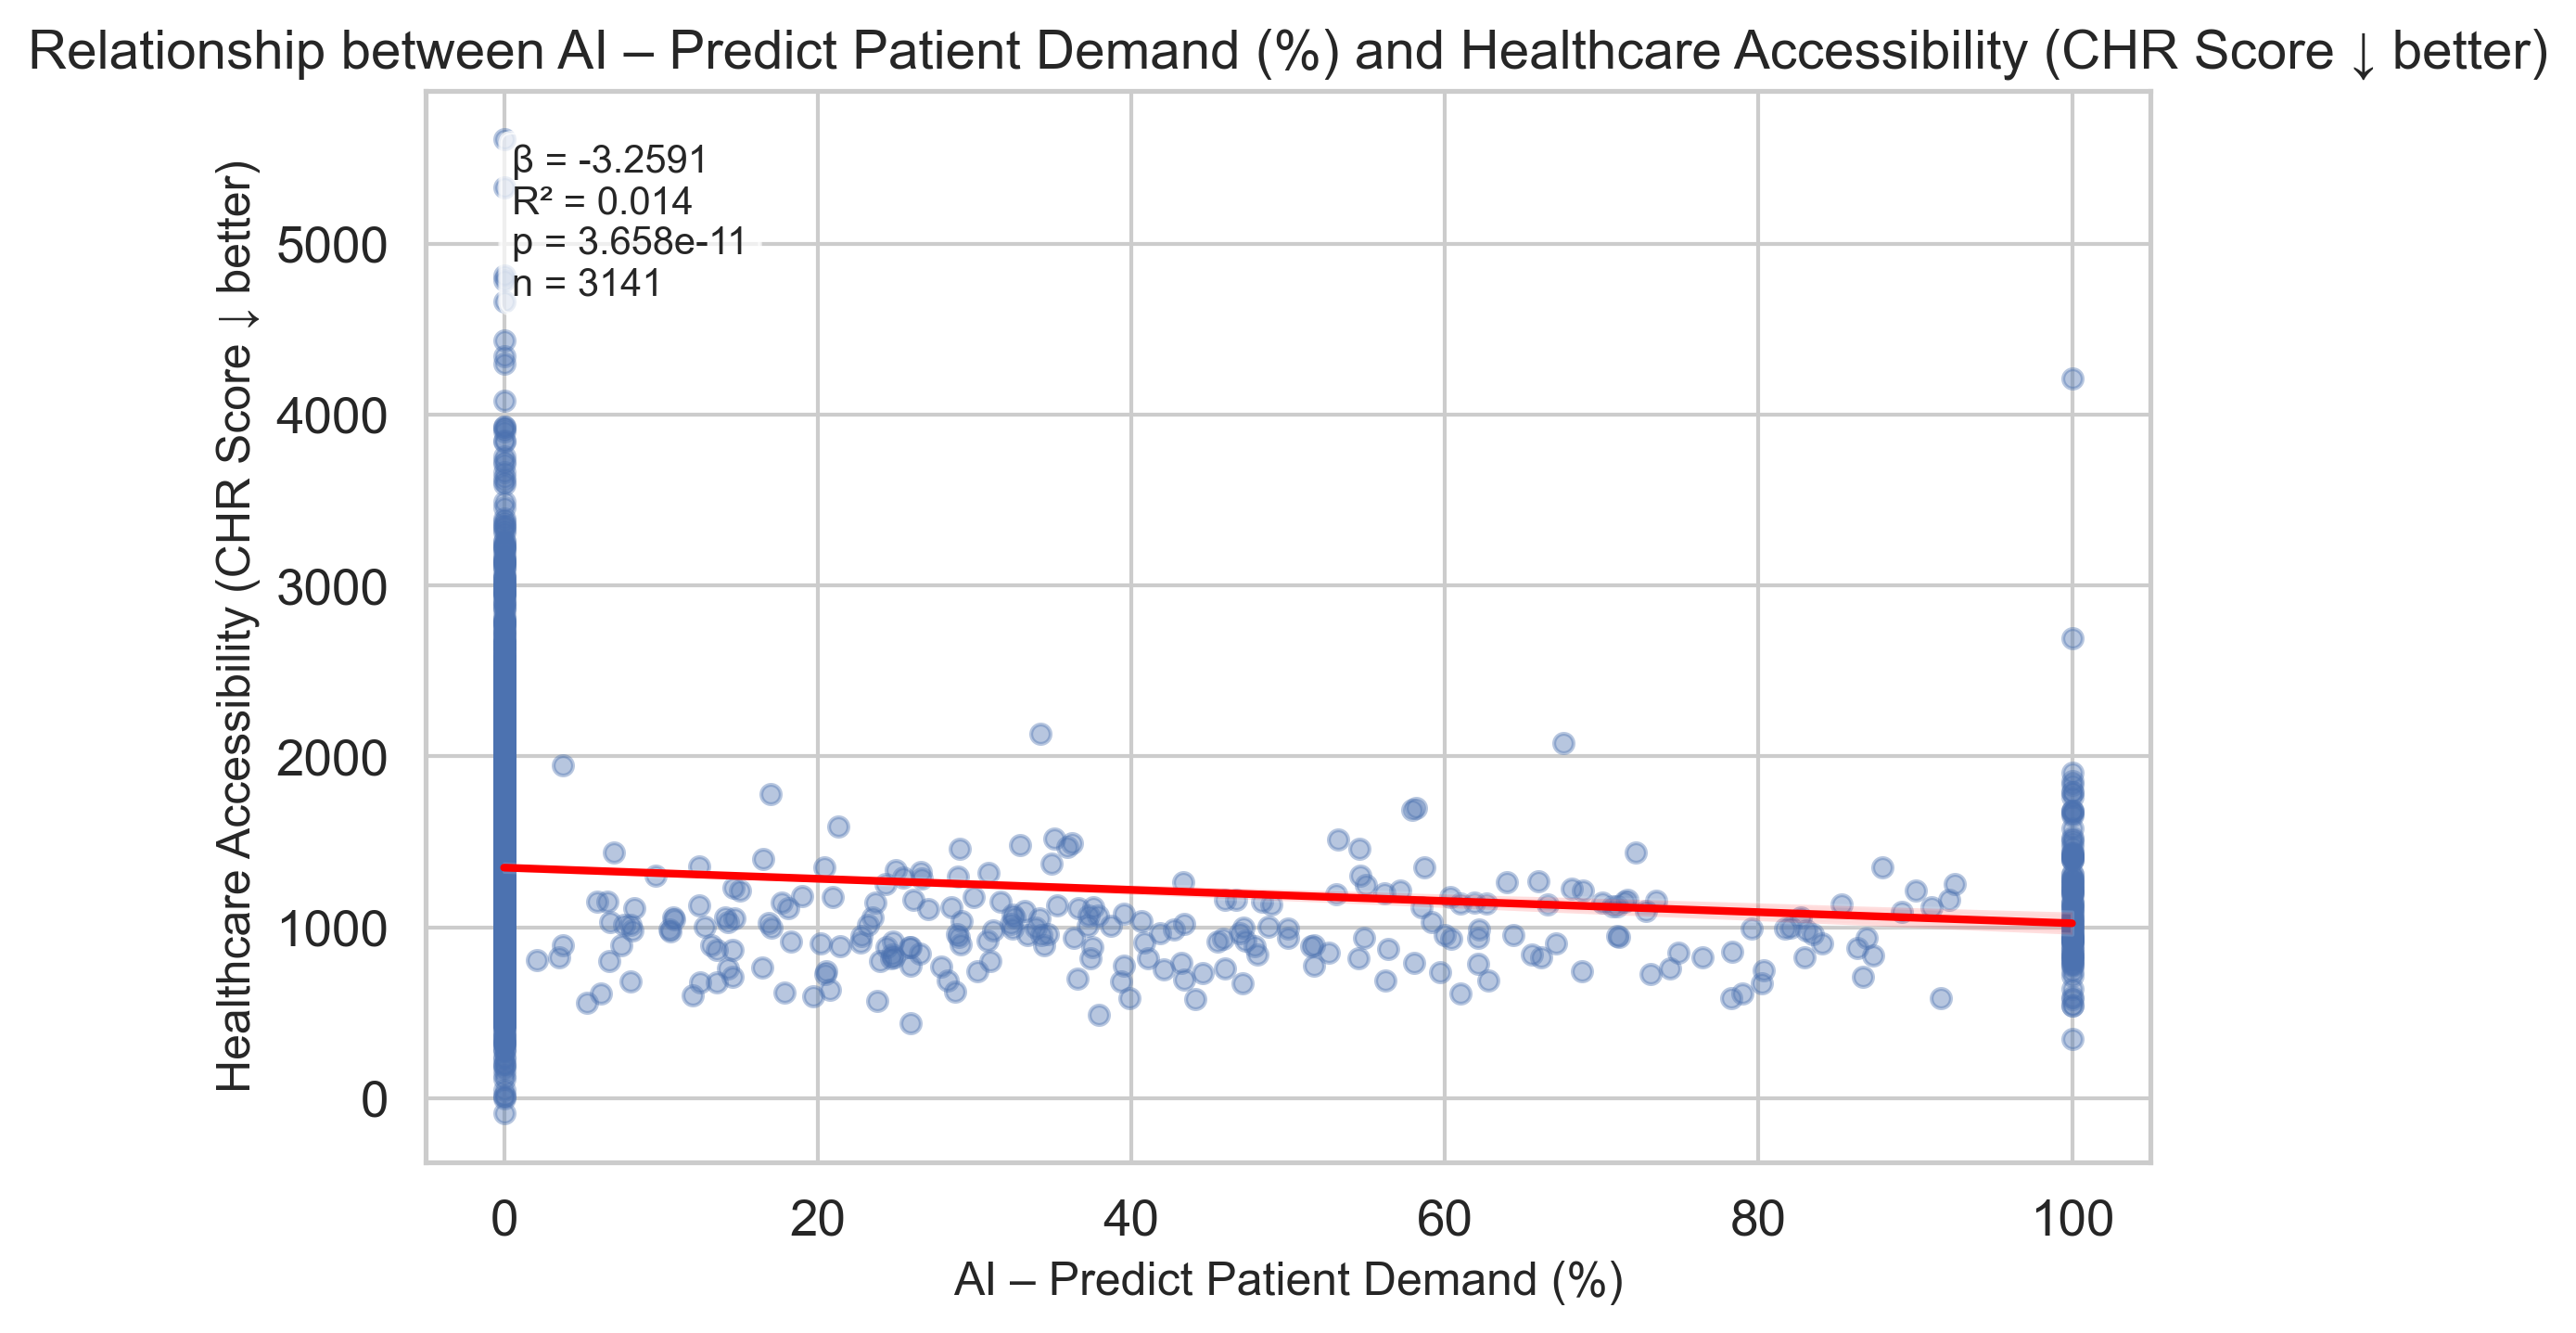 Relationship between AI – Predict Patient Demand (%) and Healthcare Accessibility (CHR Score ↓ better)
β = -3.2591
R² = 0.014
p = 3.658e-11
n = 3141
Healthcare Accessibility (CHR Score ↓ better)
5000
4000
3000
2000
1000
0
0 20 40 60 80 100
AI – Predict Patient Demand (%)